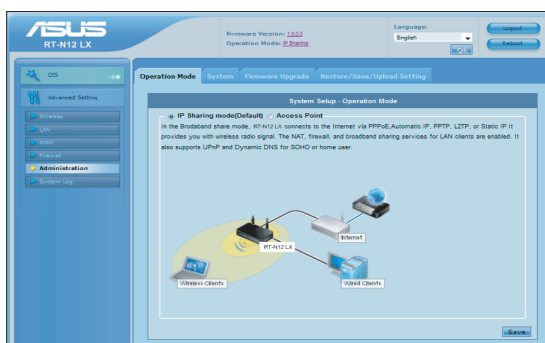 ASUS
RT-N12 LX
Firmware Version: 1.0.0.3
Operation Mode: IP Sharing
Language:
English
Logout
Reboot
QIS
Advanced Setting
Wireless
LAN
WAN
Firewall
Administration
System Log
Operation Mode System Firmware Upgrade Restore/Save/Upload Setting
System Setup - Operation Mode
IP Sharing mode(Default) Access Point
In the Brodaband share mode, RT-N12 LX connects to the Internet via PPPoE,Automatic IP, PPTP, L2TP, or Static IP.It
provides you with wireless radio signal. The NAT, firewall, and broadband sharing services for LAN clients are enabled. It
also supports UPnP and Dynamic DNS for SOHO or home user.
RT-N12 LX
Internet
Wireless Clients
Wired Clients
Save